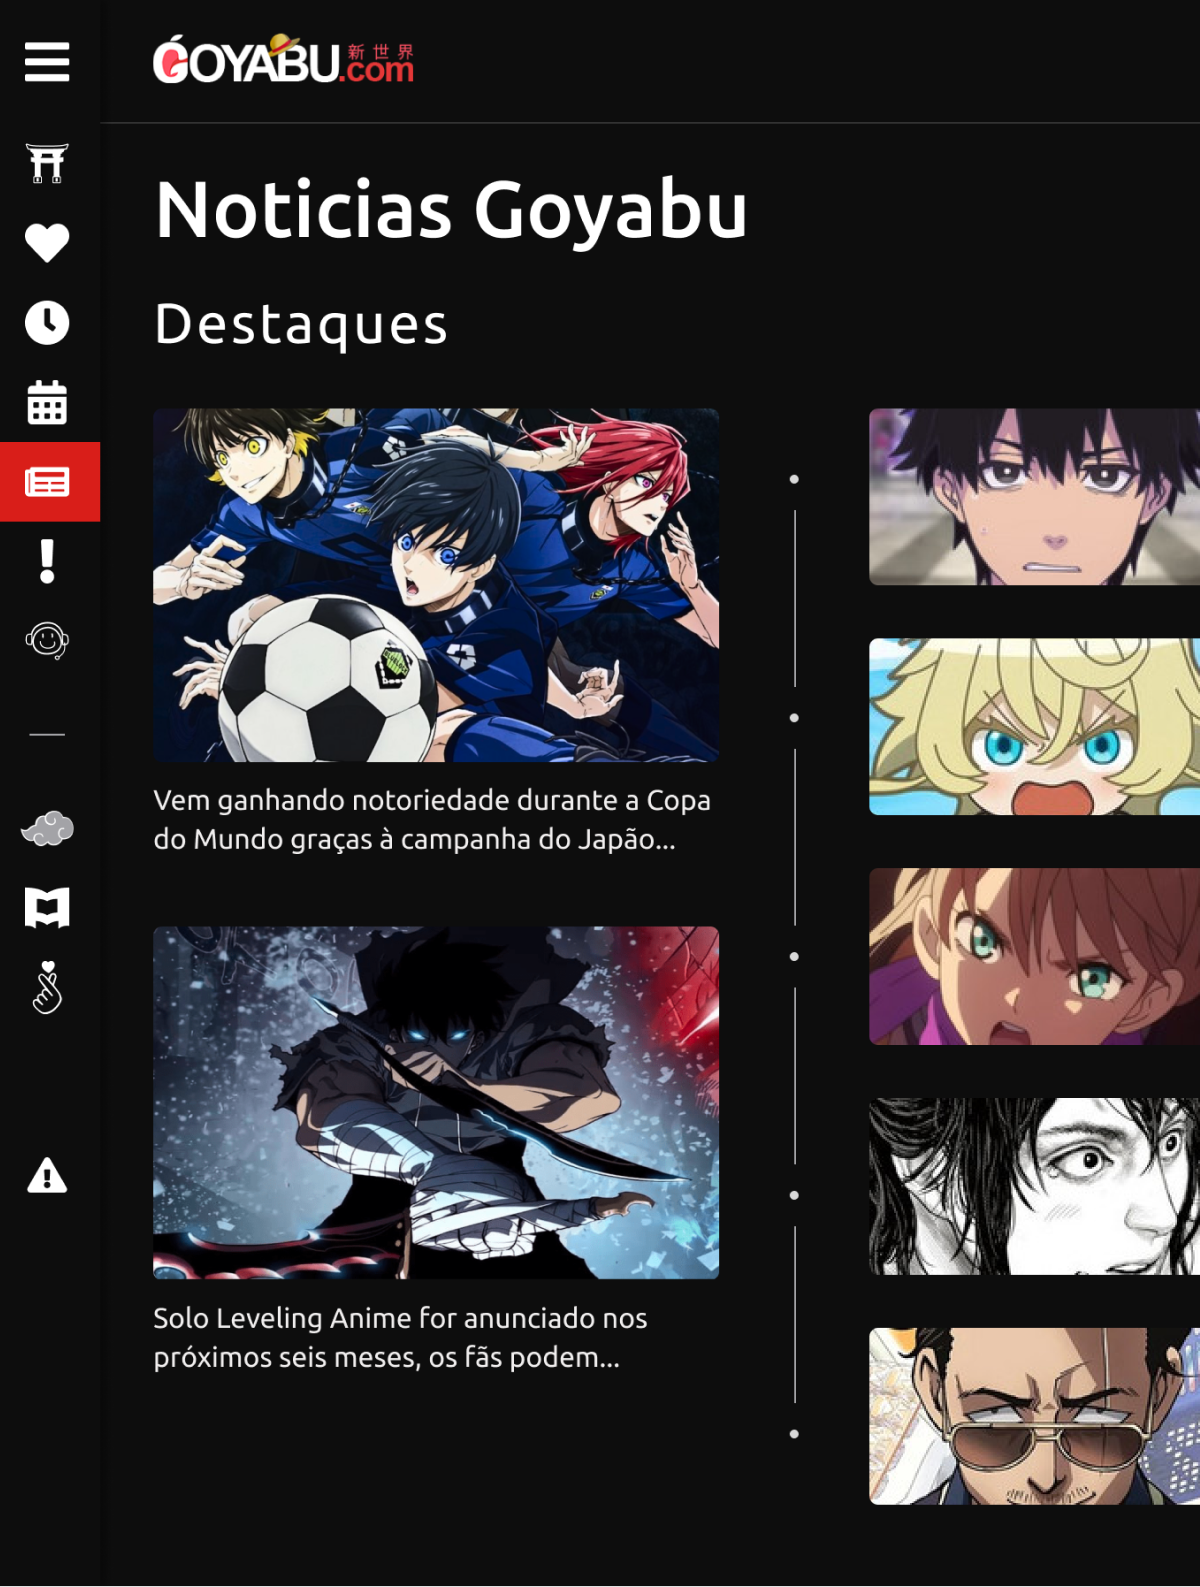 GOYABU.com 新世界
Noticias Goyabu
Destaques
Vem ganhando notoriedade durante a Copa
do Mundo graças à campanha do Japão...
Solo Leveling Anime for anunciado nos
próximos seis meses, os fãs podem...